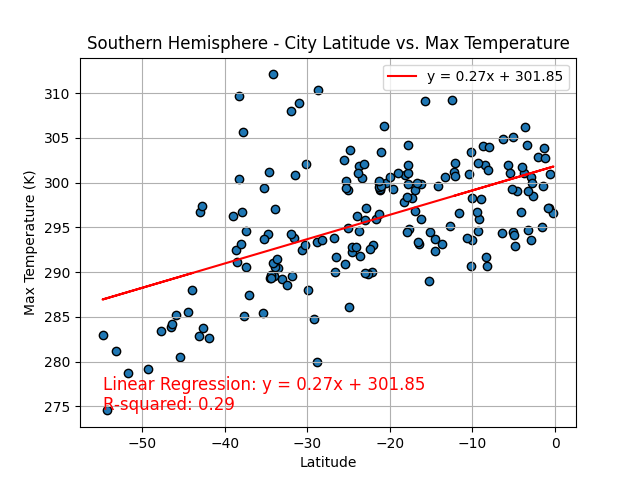 Southern Hemisphere - City Latitude vs. Max Temperature
y = 0.27x + 301.85
Max Temperature (K)
310
305
300
295
290
285
280
275
Linear Regression: y = 0.27x + 301.85
R-squared: 0.29
−50
−40
−30
−20
−10
0
Latitude